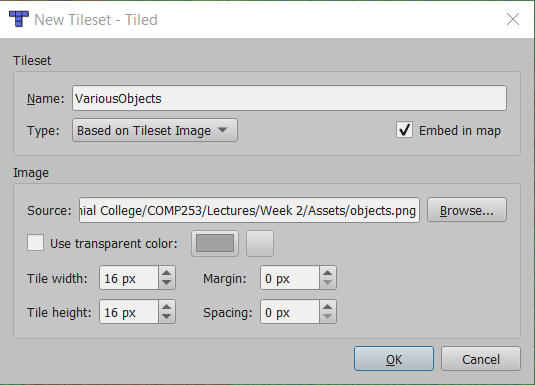 New Tileset - Tiled
Tileset
Name: VariousObjects
Type: Based on Tileset Image Embed in map
Image
Source: nial College/COMP253/Lectures/Week 2/Assets/objects.png Browse...
Use transparent color:
Tile width: 16 px Margin: 0 px
Tile height: 16 px Spacing: 0 px
OK Cancel